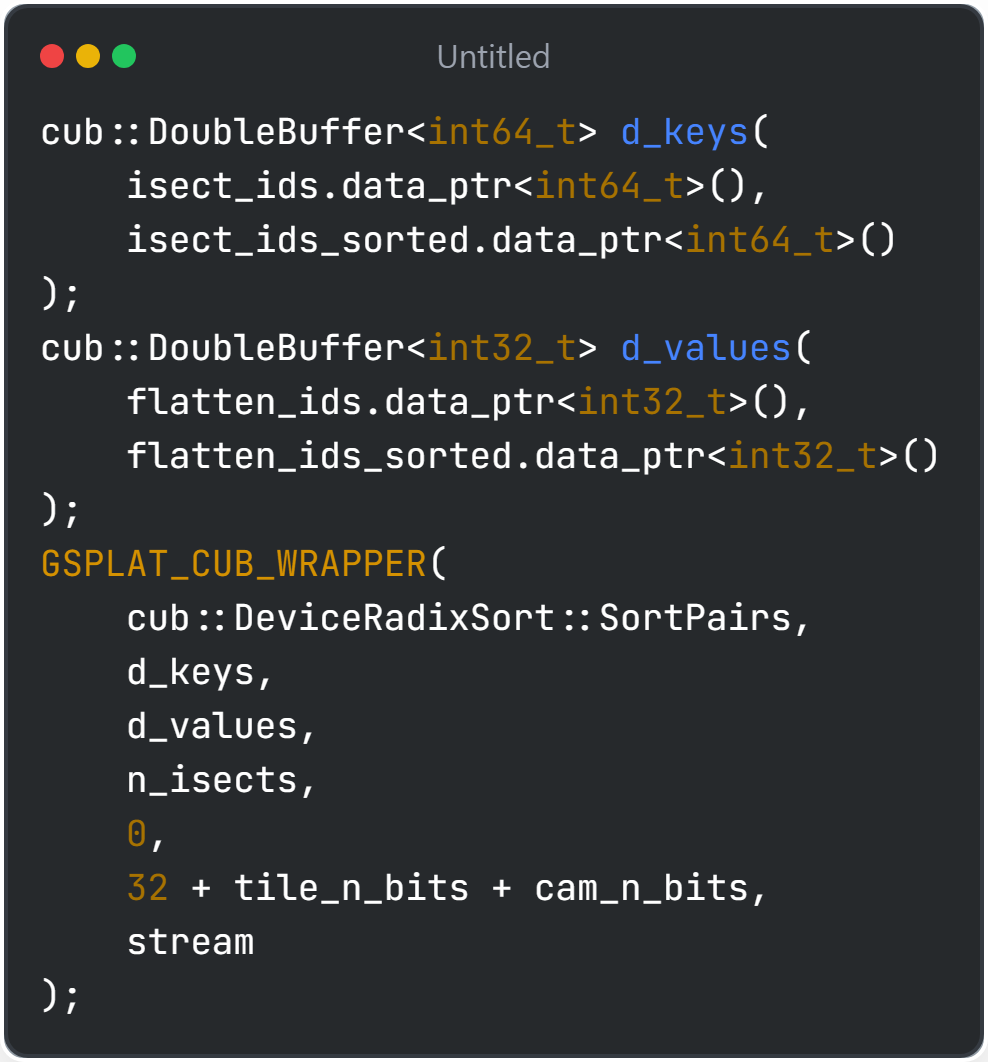 Untitled
cub::DoubleBuffer<int64_t> d_keys(
    isect_ids.data_ptr<int64_t>(),
    isect_ids_sorted.data_ptr<int64_t>()
);
cub::DoubleBuffer<int32_t> d_values(
    flatten_ids.data_ptr<int32_t>(),
    flatten_ids_sorted.data_ptr<int32_t>()
);
GSPLAT_CUB_WRAPPER(
    cub::DeviceRadixSort::SortPairs,
    d_keys,
    d_values,
    n_isects,
    0,
    32 + tile_n_bits + cam_n_bits,
    stream
);